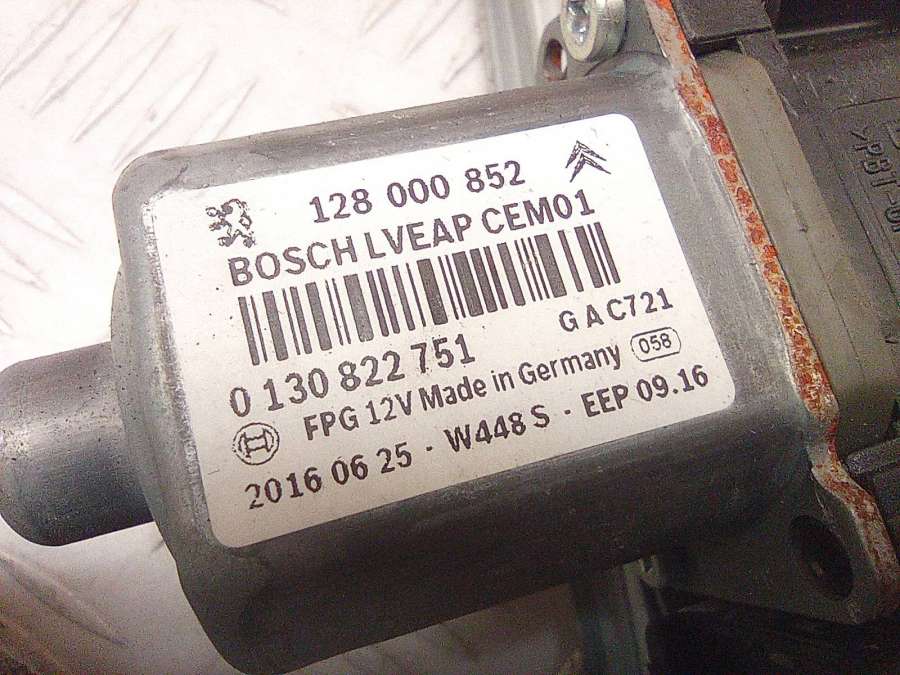 128 000 852
BOSCH LVEAP CEM01
G A C721
0 130 822 751
FPG 12V Made in Germany 058
2016 06 25 - W448 S - EEP 09.16